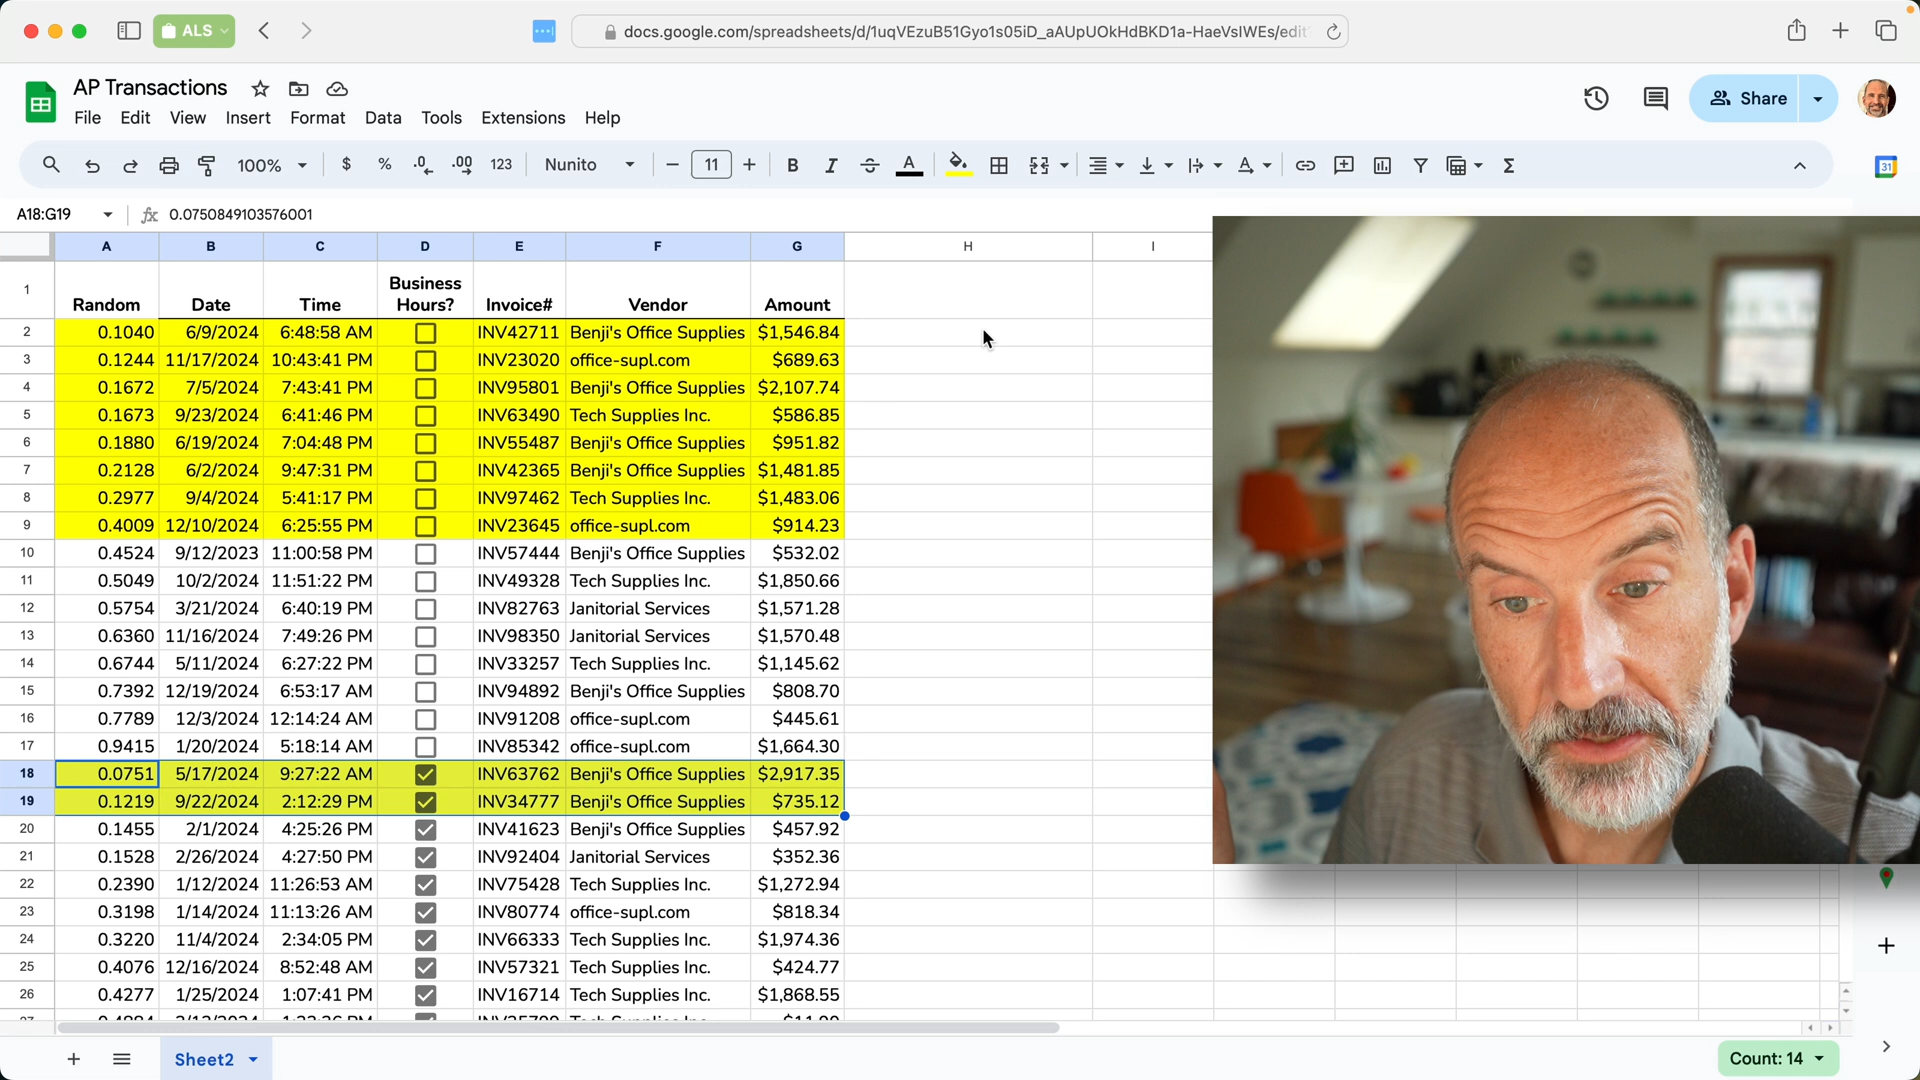 ALS
docs.google.com/spreadsheets/d/1uqVEzuB51Gyo1s05iD_aAUpUOkHdBKD1a-HaeVsIWEs/edit
AP Transactions
Share
File Edit View Insert Format Data Tools Extensions Help
100% $ % .0 .00 123 Nunito 11 B I A
31
A18:G19 fx 0.0750849103576001
A B C D E F G H I
1 Random Date Time Business Hours? Invoice# Vendor Amount
2 0.1040 6/9/2024 6:48:58 AM INV42711 Benji's Office Supplies $1,546.84
3 0.1244 11/17/2024 10:43:41 PM INV23020 office-supl.com $689.63
4 0.1672 7/5/2024 7:43:41 PM INV95801 Benji's Office Supplies $2,107.74
5 0.1673 9/23/2024 6:41:46 PM INV63490 Tech Supplies Inc. $586.85
6 0.1880 6/19/2024 7:04:48 PM INV55487 Benji's Office Supplies $951.82
7 0.2128 6/2/2024 9:47:31 PM INV42365 Benji's Office Supplies $1,481.85
8 0.2977 9/4/2024 5:41:17 PM INV97462 Tech Supplies Inc. $1,483.06
9 0.4009 12/10/2024 6:25:55 PM INV23645 office-supl.com $914.23
10 0.4524 9/12/2023 11:00:58 PM INV57444 Benji's Office Supplies $532.02
11 0.5049 10/2/2024 11:51:22 PM INV49328 Tech Supplies Inc. $1,850.66
12 0.5754 3/21/2024 6:40:19 PM INV82763 Janitorial Services $1,571.28
13 0.6360 11/16/2024 7:49:26 PM INV98350 Janitorial Services $1,570.48
14 0.6744 5/11/2024 6:27:22 PM INV33257 Tech Supplies Inc. $1,145.62
15 0.7392 12/19/2024 6:53:17 AM INV94892 Benji's Office Supplies $808.70
16 0.7789 12/3/2024 12:14:24 AM INV91208 office-supl.com $445.61
17 0.9415 1/20/2024 5:18:14 AM INV85342 office-supl.com $1,664.30
18 0.0751 5/17/2024 9:27:22 AM INV63762 Benji's Office Supplies $2,917.35
19 0.1219 9/22/2024 2:12:29 PM INV34777 Benji's Office Supplies $735.12
20 0.1455 2/1/2024 4:25:26 PM INV41623 Benji's Office Supplies $457.92
21 0.1528 2/26/2024 4:27:50 PM INV92404 Janitorial Services $352.36
22 0.2390 1/12/2024 11:26:53 AM INV75428 Tech Supplies Inc. $1,272.94
23 0.3198 1/14/2024 11:13:26 AM INV80774 office-supl.com $818.34
24 0.3220 11/4/2024 2:34:05 PM INV66333 Tech Supplies Inc. $1,974.36
25 0.4076 12/16/2024 8:52:48 AM INV57321 Tech Supplies Inc. $424.77
26 0.4277 1/25/2024 1:07:41 PM INV16714 Tech Supplies Inc. $1,868.55
Sheet2
Count: 14